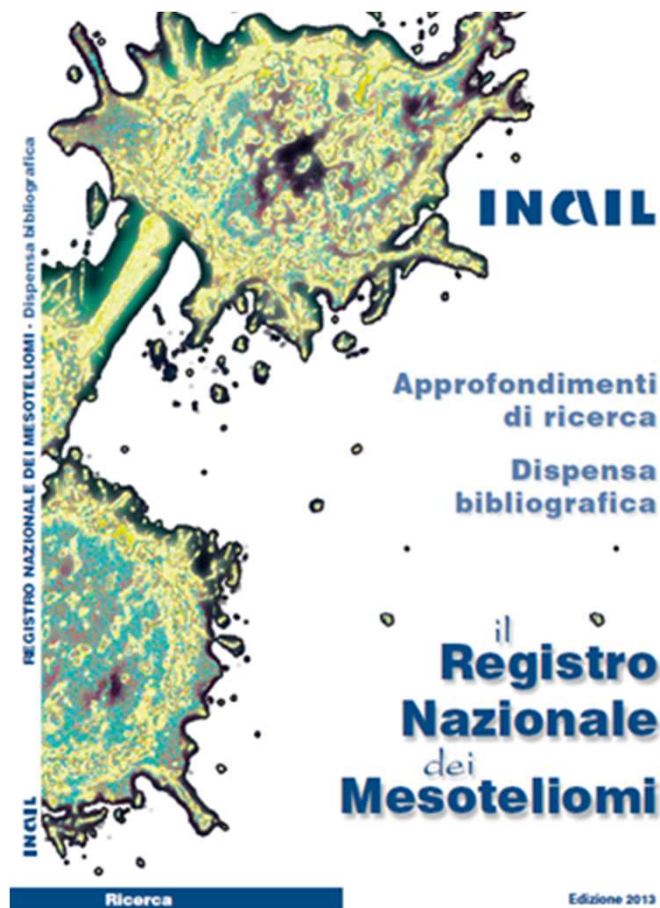 REGISTRO NAZIONALE DEI MESOTELIOMI - Dispensa bibliografica
INAIL
INAIL
Approfondimenti
di ricerca
Dispensa
bibliografica
il
Registro
Nazionale
dei
Mesoteliomi
Ricerca
Edizione 2013